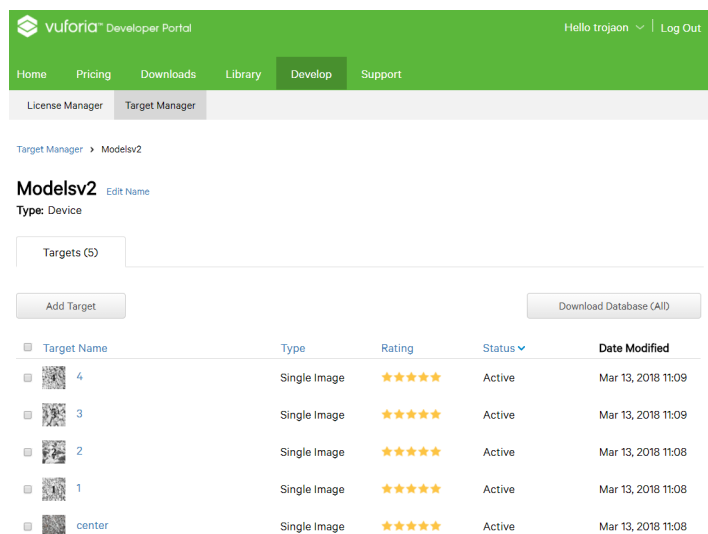 vuforia™ Developer Portal
Hello trojaon Log Out
Home Pricing Downloads Library Develop Support
License Manager Target Manager
Target Manager > Modelsv2
Modelsv2 Edit Name
Type: Device
Targets (5)
Add Target Download Database (All)
Target Name Type Rating Status Date Modified
4 Single Image Active Mar 13, 2018 11:09
3 Single Image Active Mar 13, 2018 11:09
2 Single Image Active Mar 13, 2018 11:08
1 Single Image Active Mar 13, 2018 11:08
center Single Image Active Mar 13, 2018 11:08